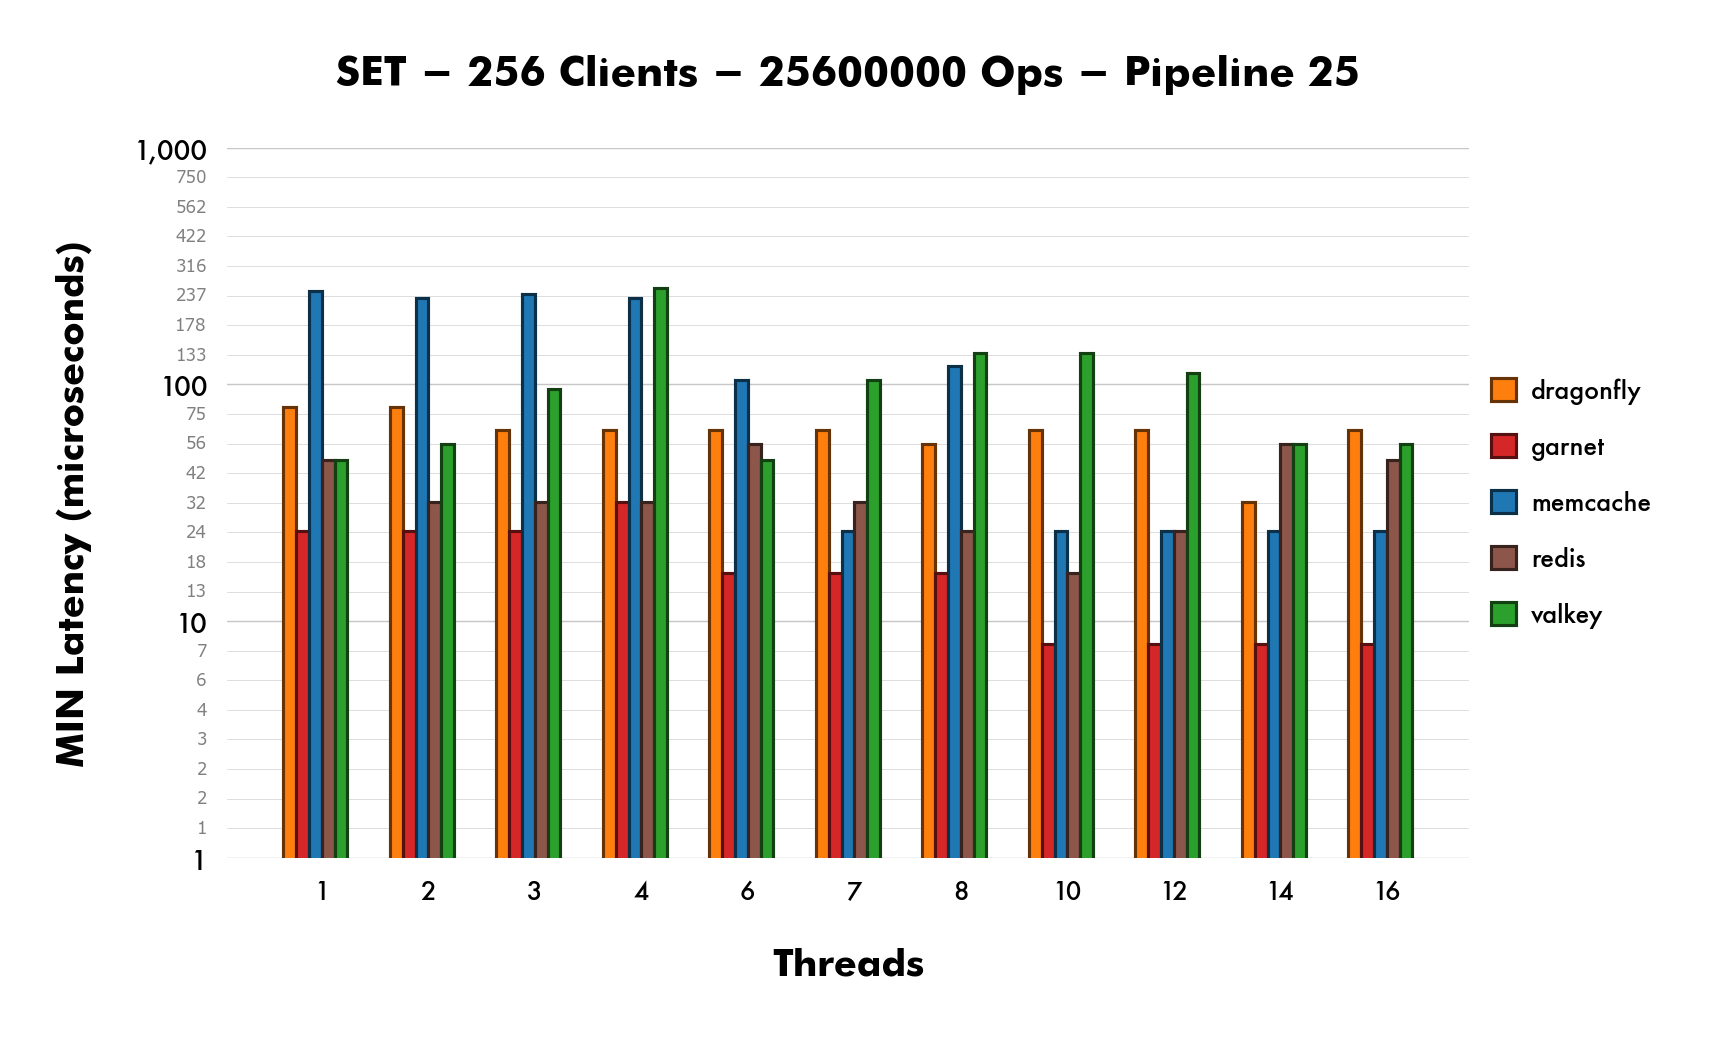 SET – 256 Clients – 25600000 Ops – Pipeline 25
MIN Latency (microseconds)
1,000
750
562
422
316
237
178
133
100
75
56
42
32
24
18
13
10
7
6
4
3
2
2
1
1
1 2 3 4 6 7 8 10 12 14 16
Threads
dragonfly
garnet
memcache
redis
valkey